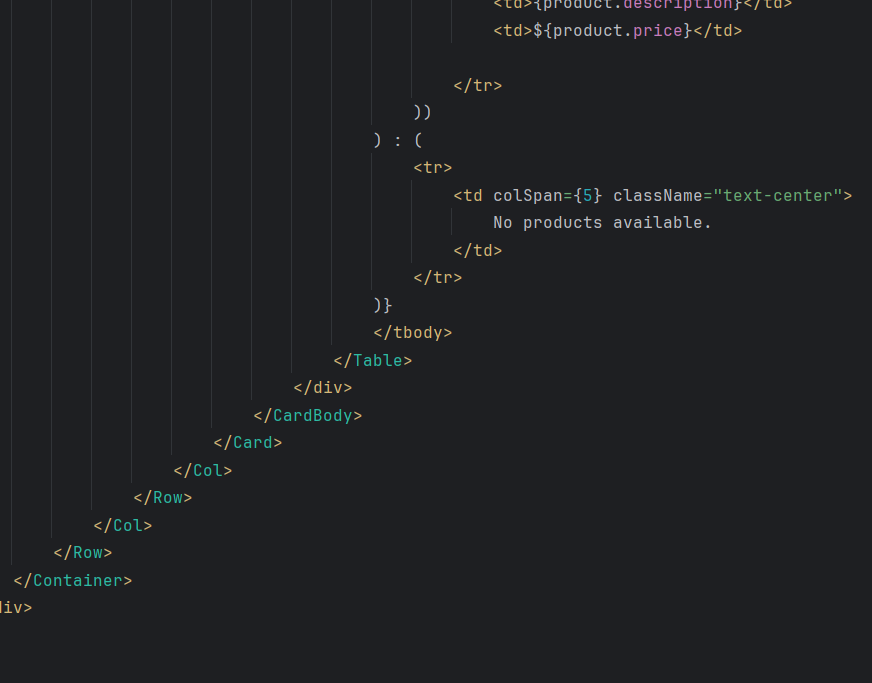 <td>{product.description}</td>
<td>${product.price}</td>
</tr>
))
) : (
<tr>
<td colSpan={5} className="text-center">
No products available.
</td>
</tr>
)}
</tbody>
</Table>
</div>
</CardBody>
</Card>
</Col>
</Row>
</Col>
</Row>
</Container>
div>